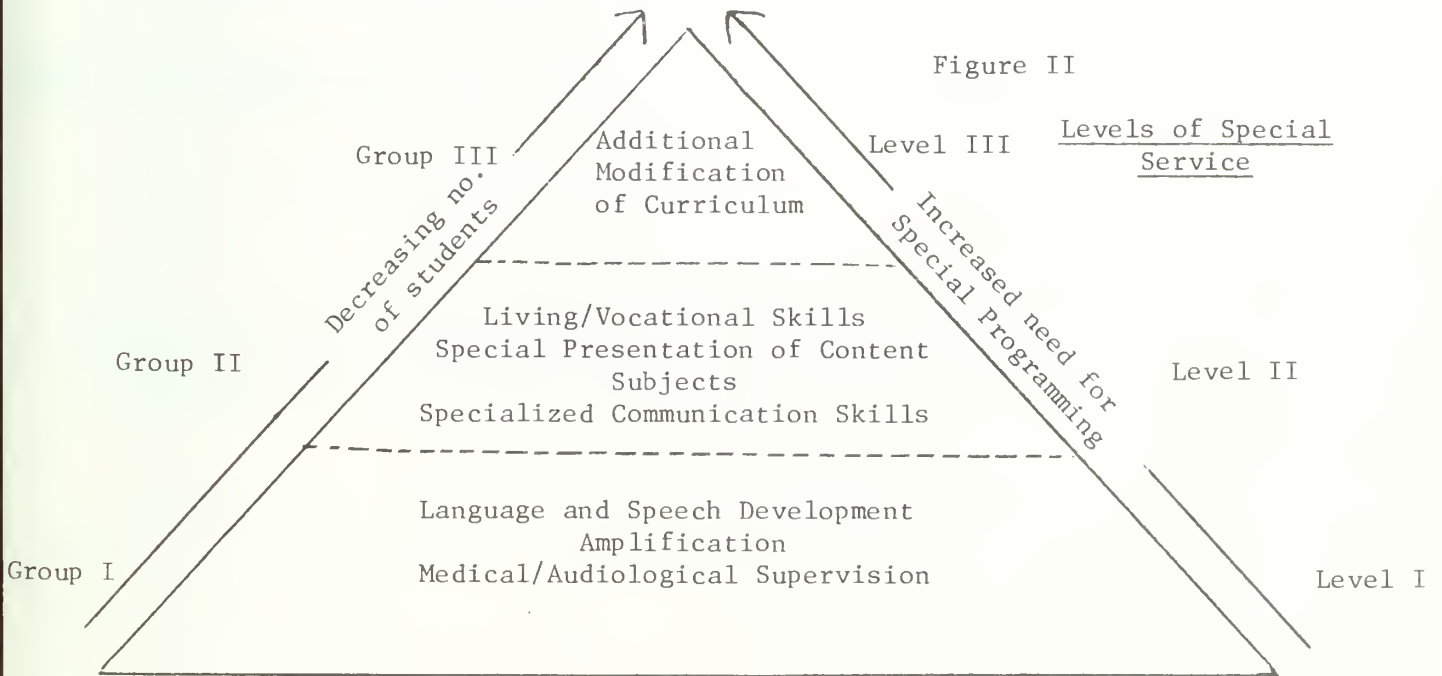 Figure II
Levels of Special
Service
Group III
Level III
Additional
Modification
of Curriculum
Decreasing no.
of students
Increased need for
Special Programming
Group II
Level II
Living/Vocational Skills
Special Presentation of Content
Subjects
Specialized Communication Skills
Language and Speech Development
Amplification
Medical/Audiological Supervision
Group I
Level I